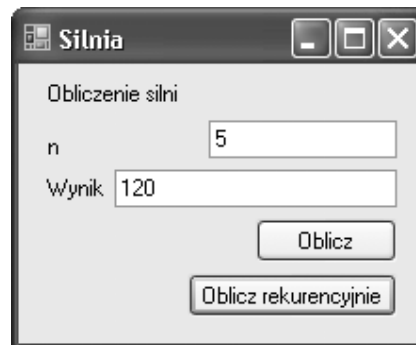 Silnia
Obliczenie silni
n 5
Wynik 120
Oblicz
Oblicz rekurencyjnie